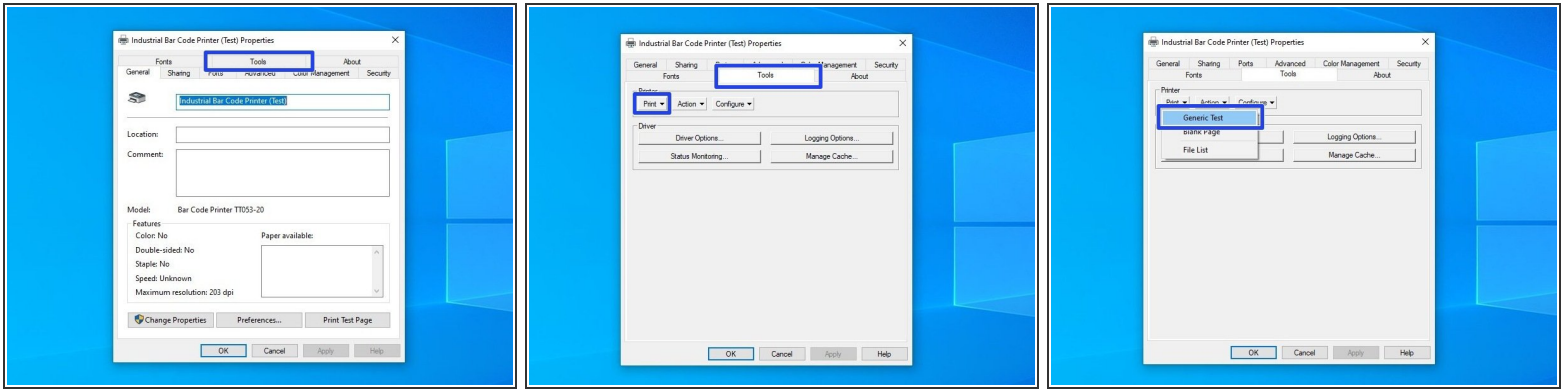 Industrial Bar Code Printer (Test) Properties
Fonts Tools About
General Sharing Ports Advanced Color Management Security
Industrial Bar Code Printer (Test)
Location:
Comment:
Model: Bar Code Printer TT053-20
Features
Color: No Paper available:
Double-sided: No
Staple: No
Speed: Unknown
Maximum resolution: 203 dpi
Change Properties Preferences... Print Test Page
OK Cancel Apply Help
Industrial Bar Code Printer (Test) Properties
General Sharing Management Security
Fonts Tools About
Printer
Print Action Configure
Driver
Driver Options... Logging Options...
Status Monitoring... Manage Cache...
OK Cancel Apply Help
Industrial Bar Code Printer (Test) Properties
General Sharing Ports Advanced Color Management Security
Fonts Tools About
Printer
Print Action Configure
Generic Test
Blank Page Logging Options...
File List Manage Cache...
OK Cancel Apply Help